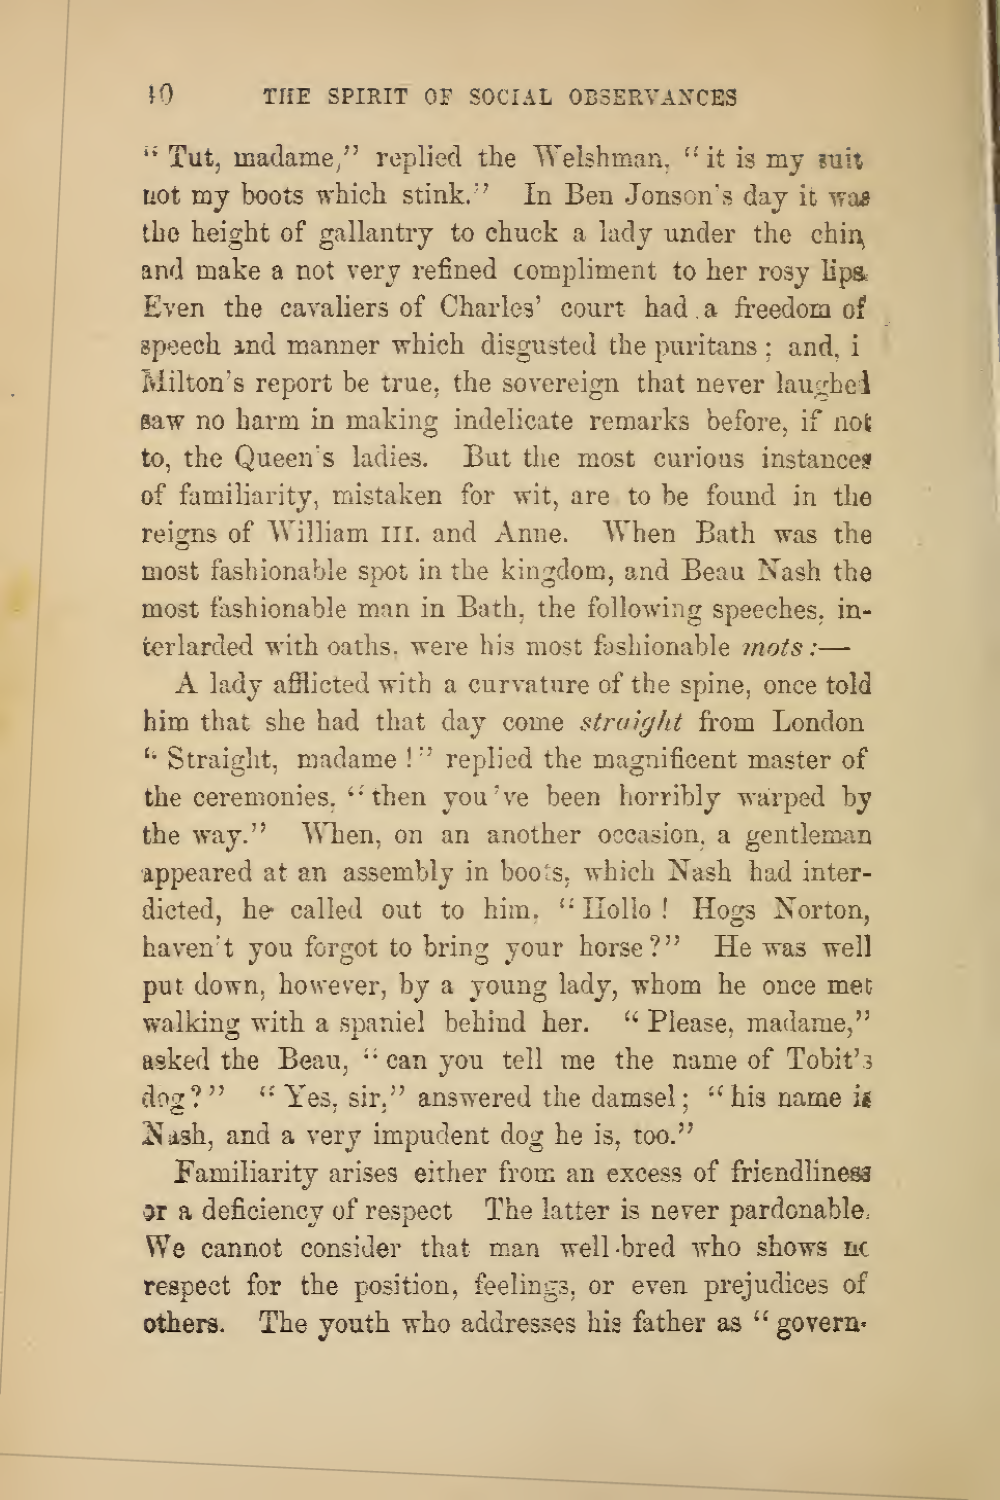 40 THE SPIRIT OF SOCIAL OBSERVANCES
“Tut, madame,” replied the Welshman, “it is my suit
not my boots which stink.” In Ben Jonson's day it was
the height of gallantry to chuck a lady under the chin,
and make a not very refined compliment to her rosy lips.
Even the cavaliers of Charles’ court had a freedom of
speech and manner which disgusted the puritans; and, i
Milton's report be true, the sovereign that never laughed
saw no harm in making indelicate remarks before, if not
to, the Queen's ladies. But the most curious instances
of familiarity, mistaken for wit, are to be found in the
reigns of William III. and Anne. When Bath was the
most fashionable spot in the kingdom, and Beau Nash the
most fashionable man in Bath, the following speeches, in-
terlarded with oaths, were his most fashionable mots:—
A lady afflicted with a curvature of the spine, once told
him that she had that day come straight from London
“Straight, madame!” replied the magnificent master of
the ceremonies, “then you've been horribly warped by
the way.” When, on an another occasion, a gentleman
appeared at an assembly in boots, which Nash had inter-
dicted, he called out to him, “Hollo! Hogs Norton,
haven't you forgot to bring your horse?” He was well
put down, however, by a young lady, whom he once met
walking with a spaniel behind her. “Please, madame,”
asked the Beau, “can you tell me the name of Tobit’s
dog?” “Yes, sir,” answered the damsel; “his name is
Nash, and a very impudent dog he is, too.”
Familiarity arises either from an excess of friendliness
or a deficiency of respect The latter is never pardonable.
We cannot consider that man well-bred who shows no
respect for the position, feelings, or even prejudices of
others. The youth who addresses his father as “govern-